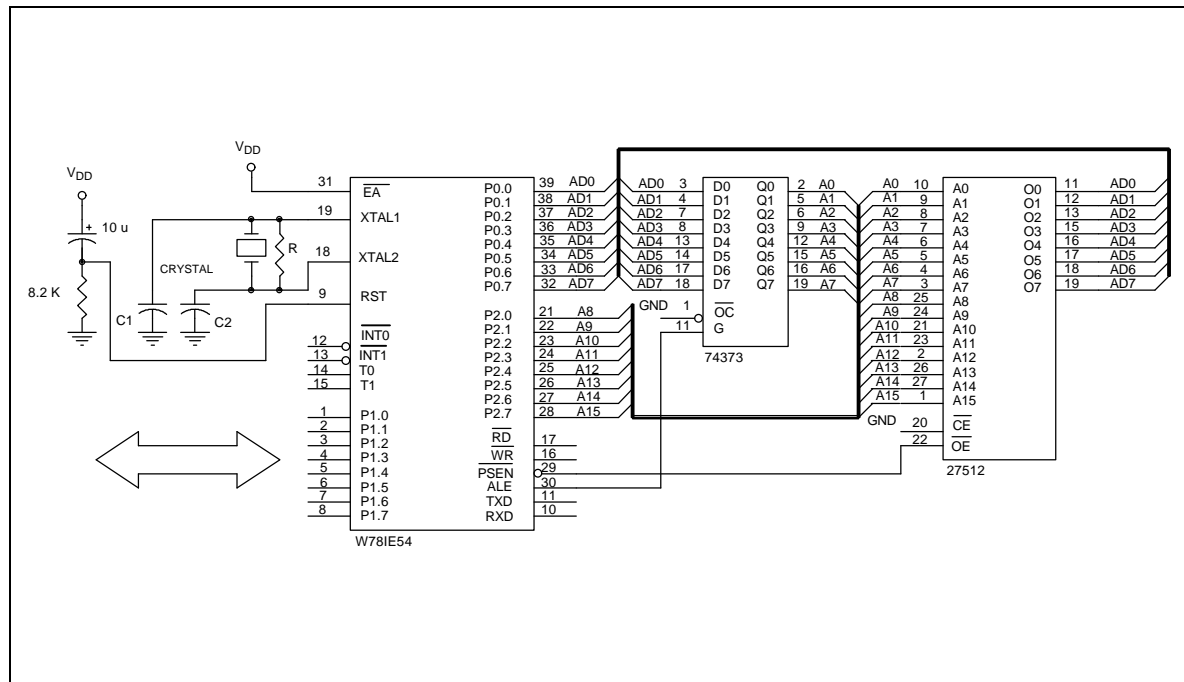 VDD
VDD
10 u
8.2 K
CRYSTAL
C1
C2
R
31
19
18
9
12
13
14
15
1
2
3
4
5
6
7
8
EA
XTAL1
XTAL2
RST
INT0
INT1
T0
T1
P1.0
P1.1
P1.2
P1.3
P1.4
P1.5
P1.6
P1.7
P0.0 39 AD0
P0.1 38 AD1
P0.2 37 AD2
P0.3 36 AD3
P0.4 35 AD4
P0.5 34 AD5
P0.6 33 AD6
P0.7 32 AD7
P2.0 21 A8
P2.1 22 A9
P2.2 23 A10
P2.3 24 A11
P2.4 25 A12
P2.5 26 A13
P2.6 27 A14
P2.7 28 A15
RD 17
WR 16
PSEN 29
ALE 30
TXD 11
RXD 10
W78IE54
AD0 3 D0 Q0 2 A0
AD1 4 D1 Q1 5 A1
AD2 7 D2 Q2 6 A2
AD3 8 D3 Q3 9 A3
AD4 13 D4 Q4 12 A4
AD5 14 D5 Q5 15 A5
AD6 17 D6 Q6 16 A6
AD7 18 D7 Q7 19 A7
GND 1 OC
11 G
74373
A0 10 A0 O0 11 AD0
A1 9 A1 O1 12 AD1
A2 8 A2 O2 13 AD2
A3 7 A3 O3 15 AD3
A4 6 A4 O4 16 AD4
A5 5 A5 O5 17 AD5
A6 4 A6 O6 18 AD6
A7 3 A7 O7 19 AD7
A8 25 A8
A9 24 A9
A10 21 A10
A11 23 A11
A12 2 A12
A13 26 A13
A14 27 A14
A15 1 A15
GND 20 CE
22 OE
27512